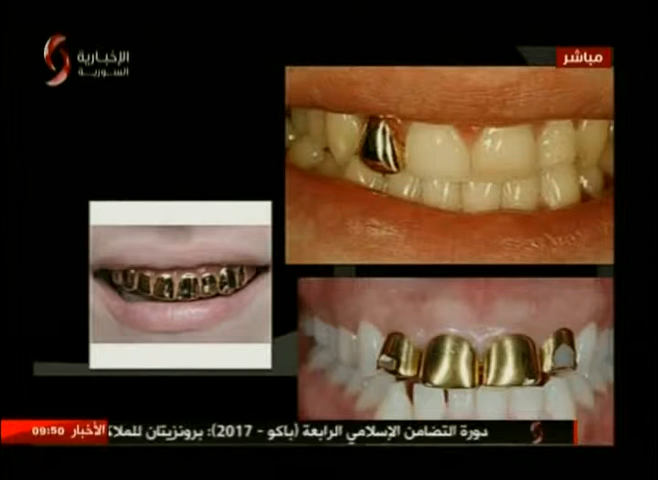 الإخبارية
السورية
مباشر
09:50 الأخبار دورة التضامن الإسلامي الرابعة (باكو - 2017): برونزيتان للملا